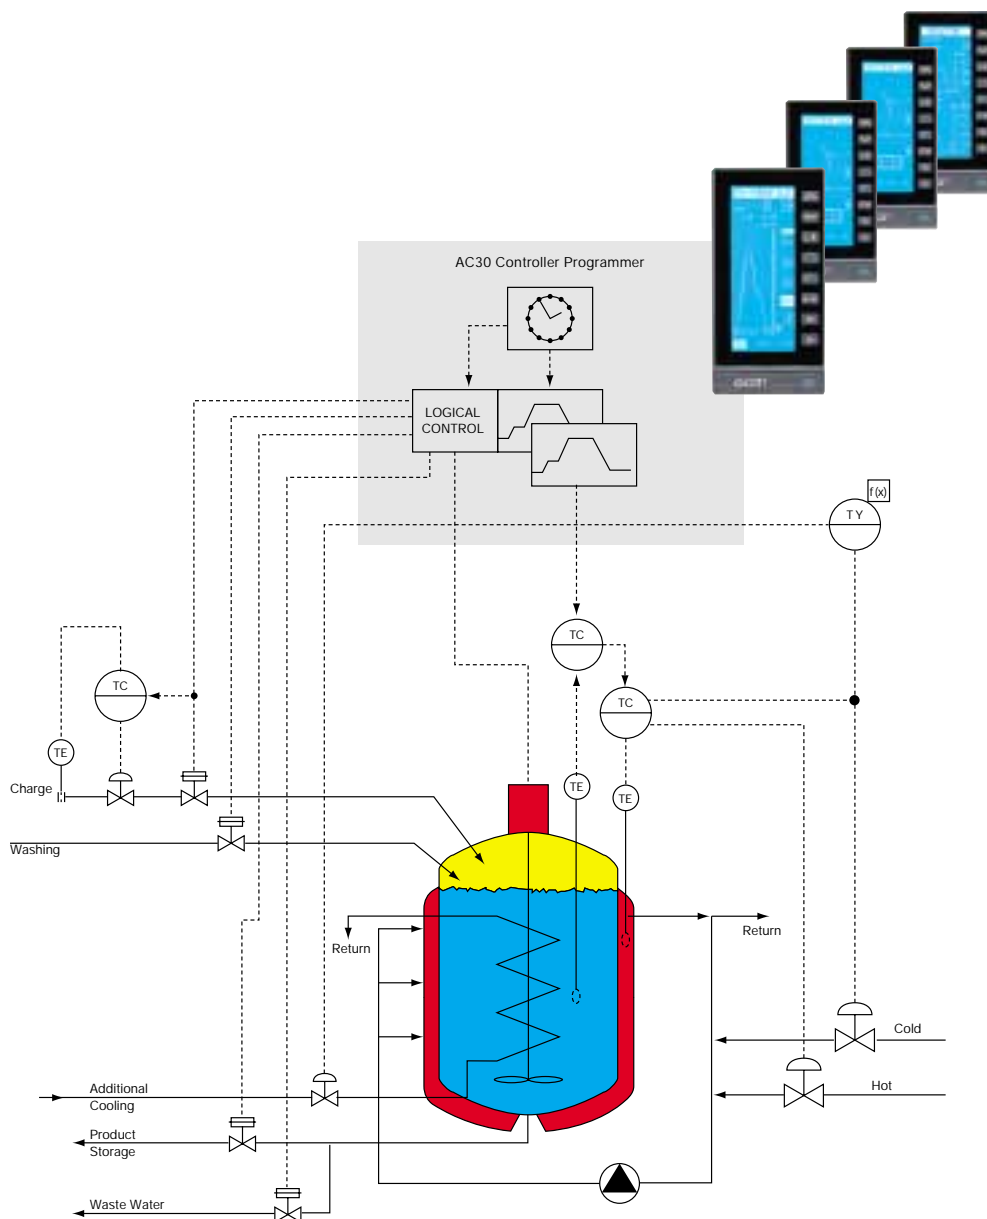 AC30 Controller Programmer
LOGICAL
CONTROL
f(x)
TY
TC
TC
TC
TE
TE
TE
Charge
Washing
Return
Return
Cold
Hot
Additional
Cooling
Product
Storage
Waste Water